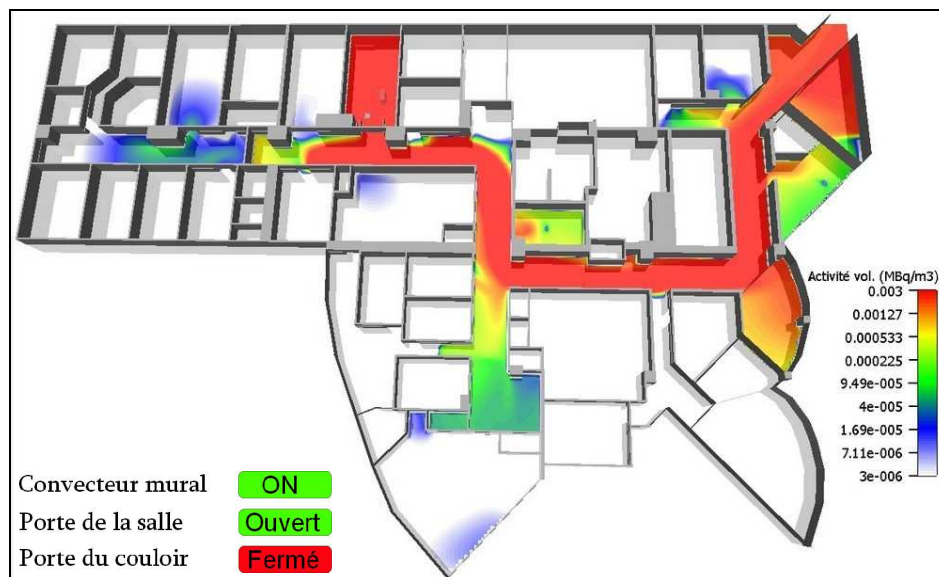 Activité vol. (MBq/m3)
0.003
0.00127
0.000533
0.000225
9.49e-005
4e-005
1.69e-005
7.11e-006
3e-006
Convecteur mural ON
Porte de la salle Ouvert
Porte du couloir Fermé